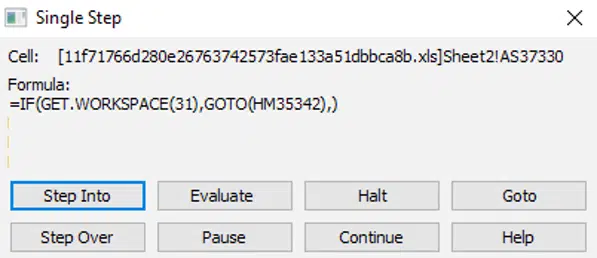 Single Step
Cell: [11f71766d280e26763742573fae133a51dbbca8b.xls]Sheet2!AS37330
Formula:
=IF(GET.WORKSPACE(31),GOTO(HM35342),)
Step Into Evaluate Halt Goto
Step Over Pause Continue Help